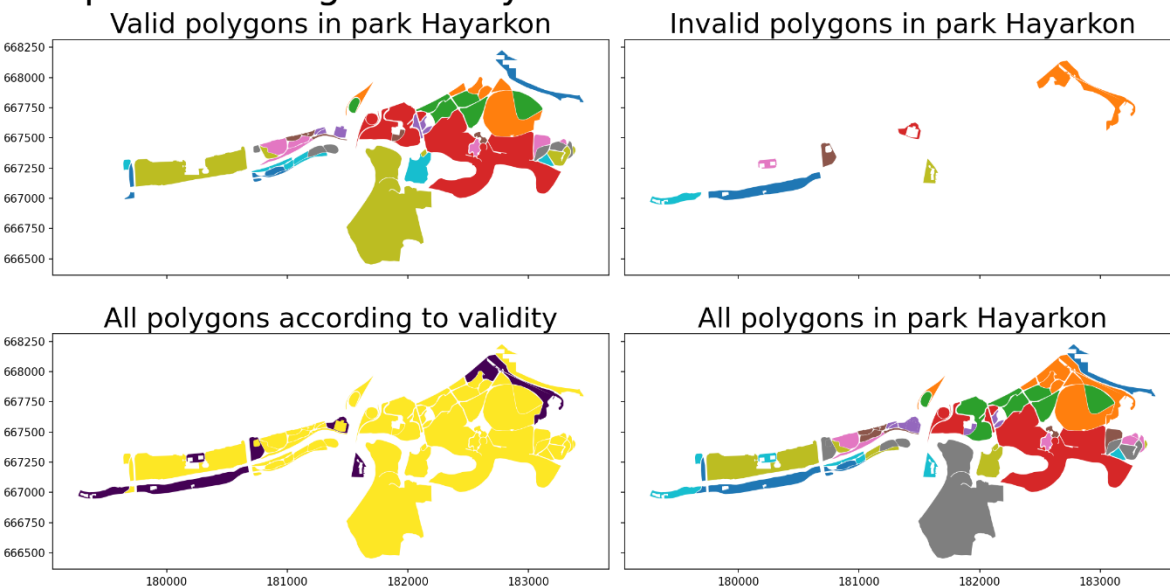 Valid polygons in park Hayarkon
Invalid polygons in park Hayarkon
668250
668000
667750
667500
667250
667000
666750
666500
All polygons according to validity
All polygons in park Hayarkon
668250
668000
667750
667500
667250
667000
666750
666500
180000 181000 182000 183000
180000 181000 182000 183000